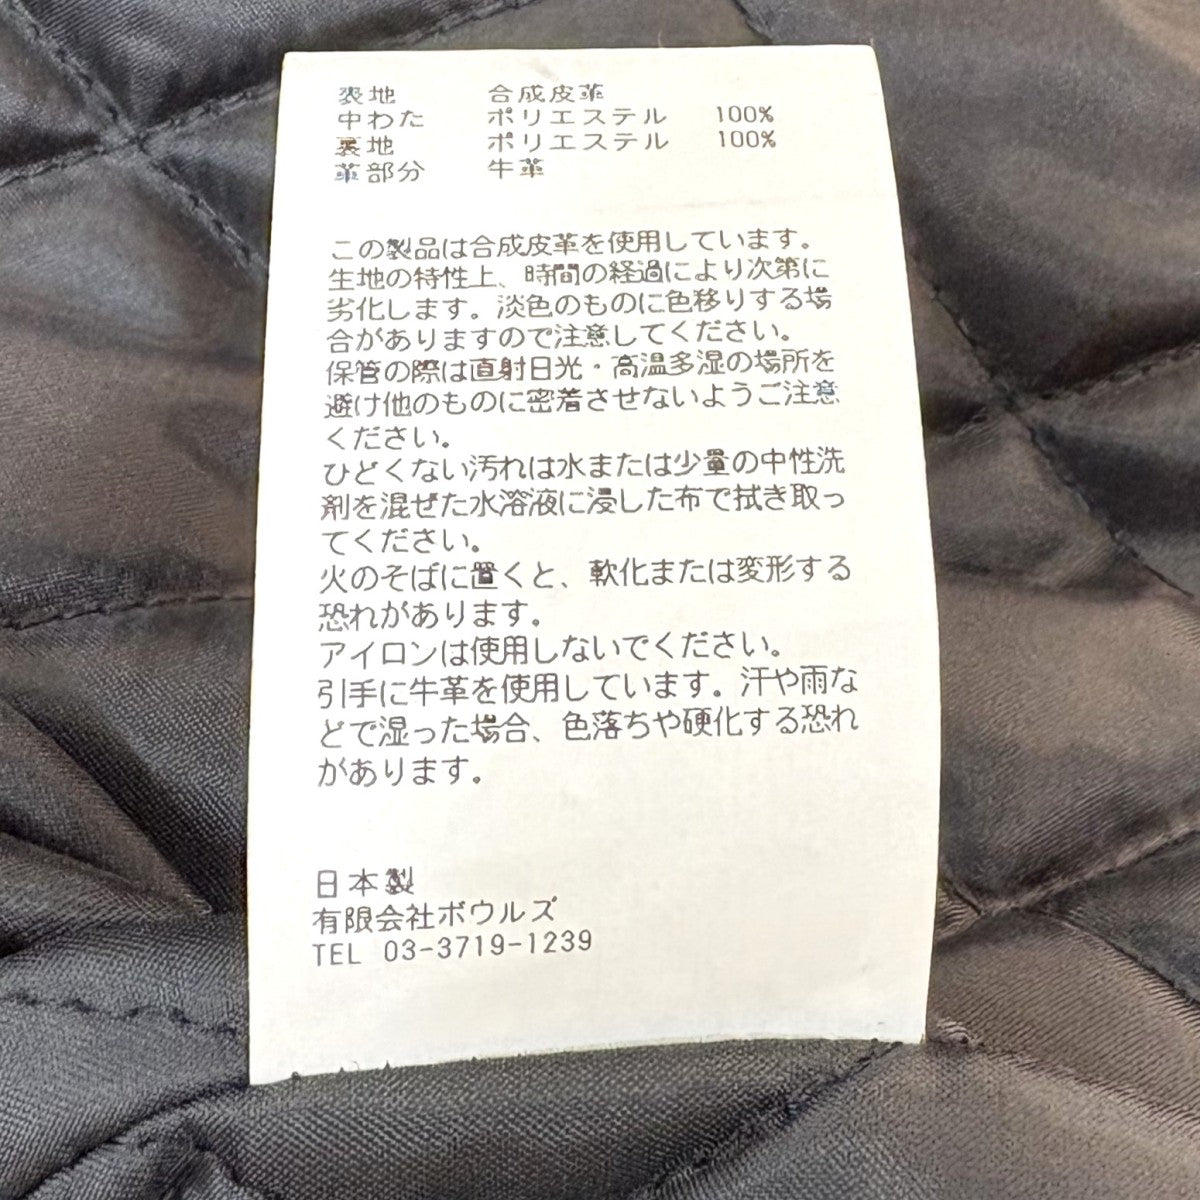 表地 合成皮革
中わた ポリエステル 100%
裏地 ポリエステル 100%
革部分 牛革
この製品は合成皮革を使用しています。
生地の特性上、時間の経過により次第に
劣化します。淡色のものに色移りする場
合がありますので注意してください。
保管の際は直射日光・高温多湿の場所を
避け他のものに密着させないようご注意
ください。
ひどくない汚れは水または少量の中性洗
剤を混ぜた水溶液に浸した布で拭き取っ
てください。
火のそばに置くと、軟化または変形する
恐れがあります。
アイロンは使用しないでください。
引手に牛革を使用しています。汗や雨な
どで湿った場合、色落ちや硬化する恐れ
があります。
日本製
有限会社ボウルズ
TEL 03-3719-1239